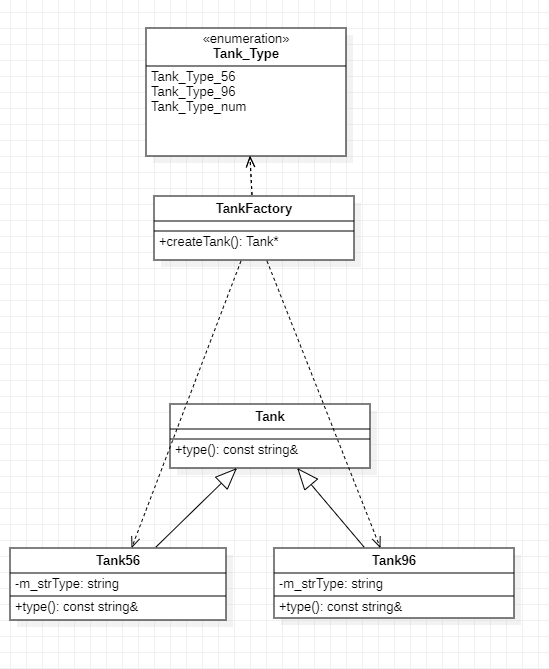 «enumeration»
Tank_Type
Tank_Type_56
Tank_Type_96
Tank_Type_num
TankFactory
+createTank(): Tank*
Tank
+type(): const string&
Tank56
-m_strType: string
+type(): const string&
Tank96
-m_strType: string
+type(): const string&